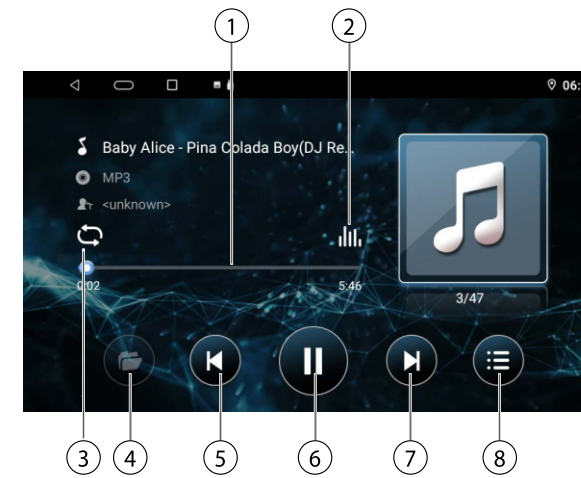 1 2
06:
Baby Alice - Pina Colada Boy(DJ Re...
MP3
<unknown>
0:02 5:46
3/47
3 4 5 6 7 8